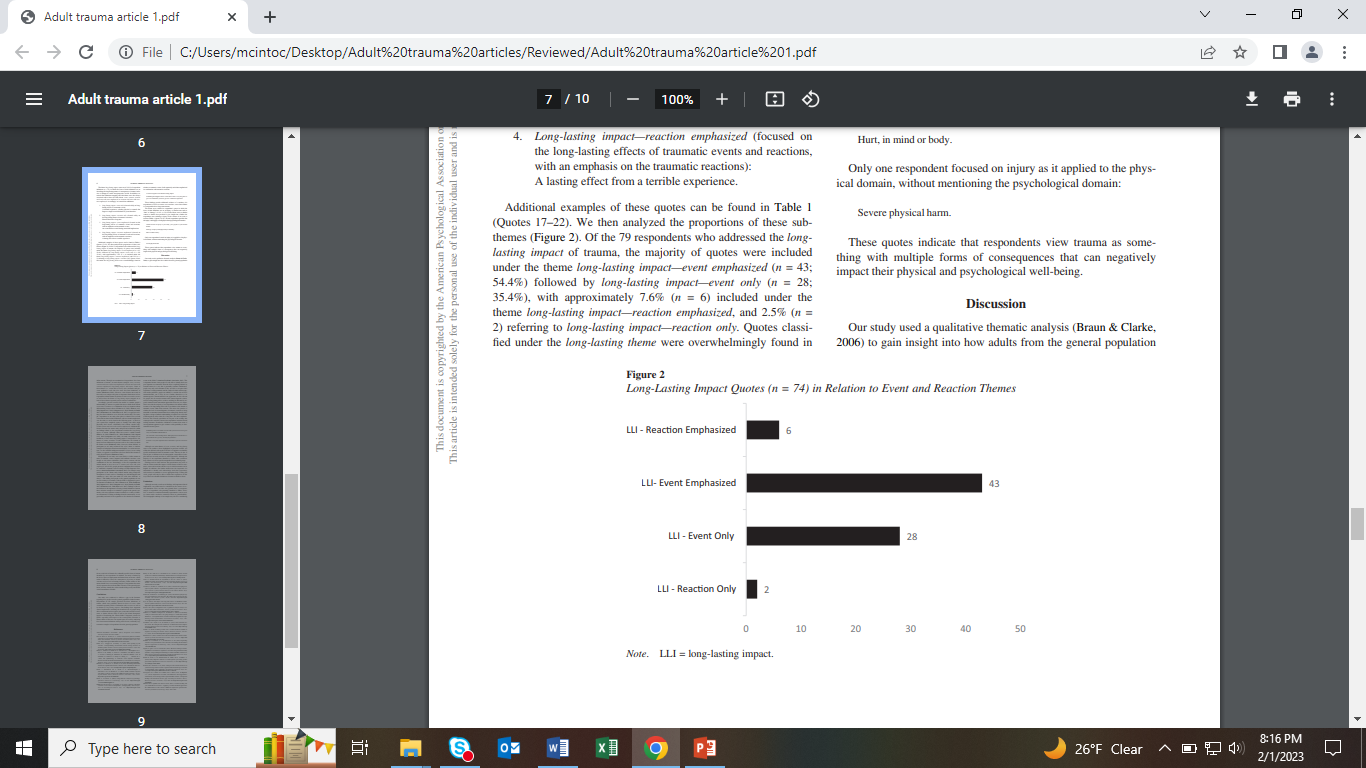 Adult trauma article 1.pdf
File
C:/Users/mcintoc/Desktop/Adult%20trauma%20articles/Reviewed/Adult%20trauma%20article%201.pdf
Adult trauma article 1.pdf
7 / 10
100%
6
7
8
9
This document is copyrighted by the American Psychological Association o
This article is intended solely for the personal use of the individual user and is
4. Long-lasting impact—reaction emphasized (focused on
the long-lasting effects of traumatic events and reactions,
with an emphasis on the traumatic reactions):
A lasting effect from a terrible experience.
Additional examples of these quotes can be found in Table 1
(Quotes 17–22). We then analyzed the proportions of these sub-
themes (Figure 2). Of the 79 respondents who addressed the long-
lasting impact of trauma, the majority of quotes were included
under the theme long-lasting impact—event emphasized (n = 43;
54.4%) followed by long-lasting impact—event only (n = 28;
35.4%), with approximately 7.6% (n = 6) included under the
theme long-lasting impact—reaction emphasized, and 2.5% (n =
2) referring to long-lasting impact—reaction only. Quotes classi-
fied under the long-lasting theme were overwhelmingly found in
Hurt, in mind or body.
Only one respondent focused on injury as it applied to the phys-
ical domain, without mentioning the psychological domain:
Severe physical harm.
These quotes indicate that respondents view trauma as some-
thing with multiple forms of consequences that can negatively
impact their physical and psychological well-being.
Discussion
Our study used a qualitative thematic analysis (Braun & Clarke,
2006) to gain insight into how adults from the general population
Figure 2
Long-Lasting Impact Quotes (n = 74) in Relation to Event and Reaction Themes
LLI - Reaction Emphasized 6
LLI- Event Emphasized 43
LLI - Event Only 28
LLI - Reaction Only 2
0 10 20 30 40 50
Note. LLI = long-lasting impact.
Type here to search
26°F Clear
8:16 PM
2/1/2023